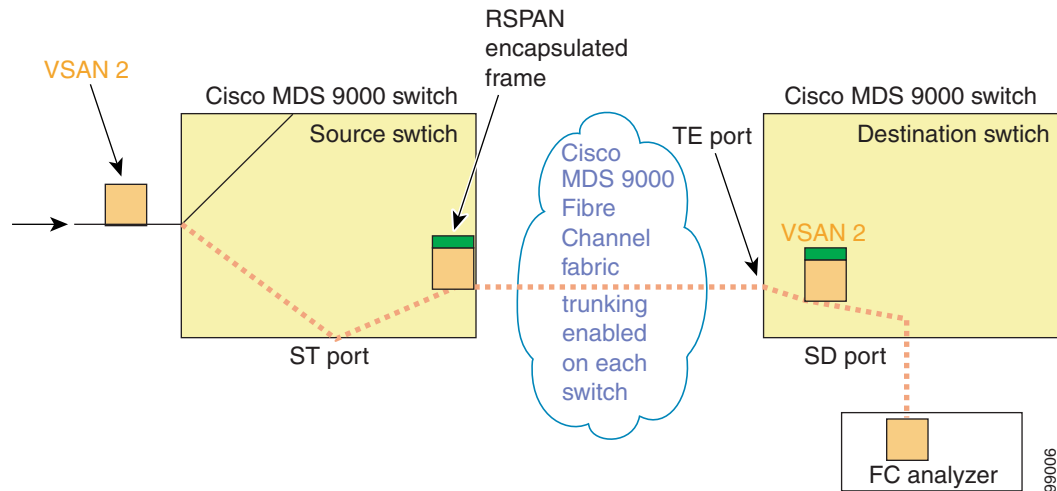 RSPAN
encapsulated
frame
VSAN 2
Cisco MDS 9000 switch
Source swtich
ST port
Cisco
MDS 9000
Fibre
Channel
fabric
trunking
enabled
on each
switch
TE port
Cisco MDS 9000 switch
Destination swtich
VSAN 2
SD port
FC analyzer
99006